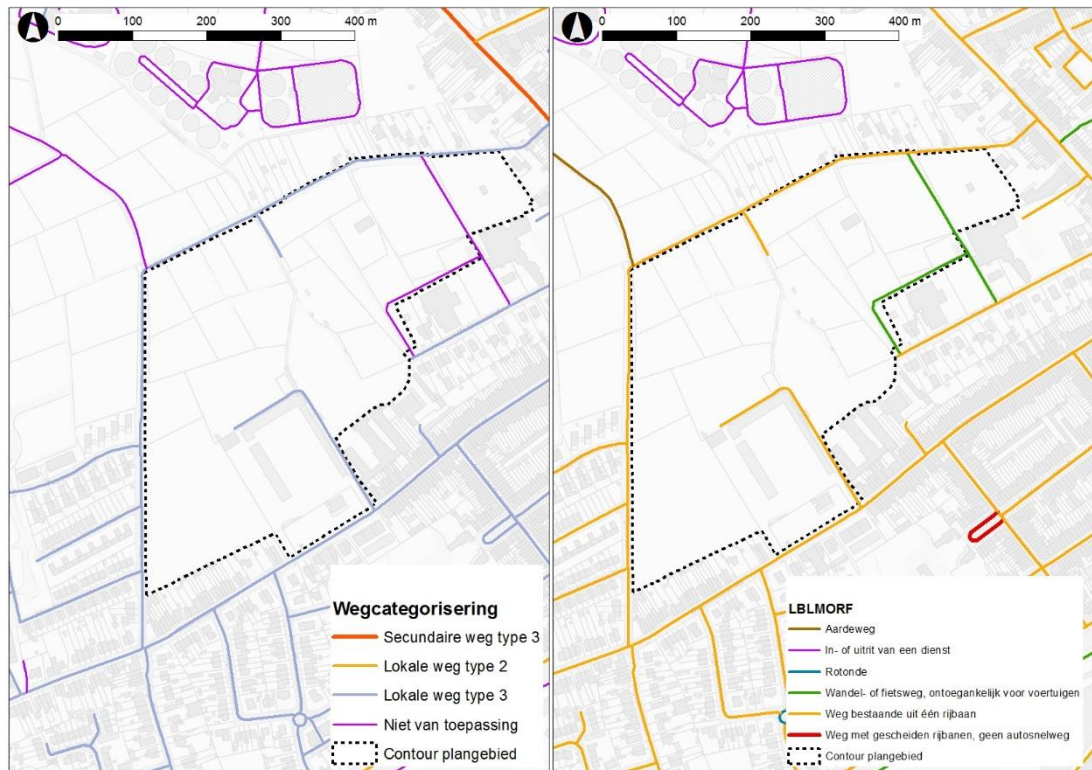 0 100 200 300 400 m
Wegcategorisering
Secundaire weg type 3
Lokale weg type 2
Lokale weg type 3
Niet van toepassing
Contour plangebied
0 100 200 300 400 m
LBLMORF
Aardeweg
In- of uitrit van een dienst
Rotonde
Wandel- of fietsweg, ontoegankelijk voor voertuigen
Weg bestaande uit één rijbaan
Weg met gescheiden rijbanen, geen autosnelweg
Contour plangebied